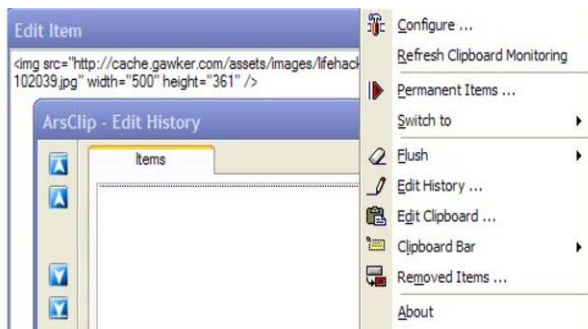 Edit Item
<img src="http://cache.gawker.com/assets/images/lifehack
102039.jpg" width="500" height="361" />
ArsClip - Edit History
Items
Configure ...
Refresh Clipboard Monitoring
Permanent Items ...
Switch to
Flush
Edit History ...
Edit Clipboard ...
Clipboard Bar
Removed Items ...
About